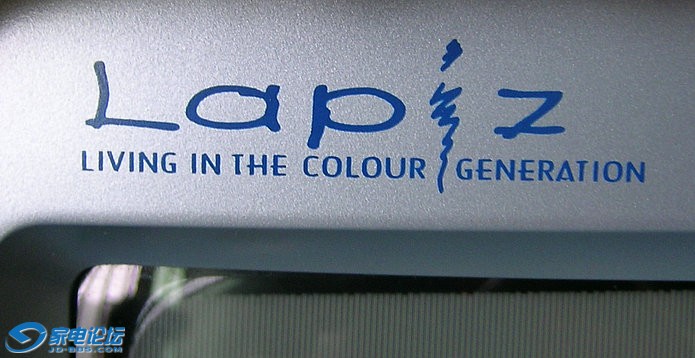 Lapiz
LIVING IN THE COLOUR GENERATION
家电论坛
JD-BBS.COM